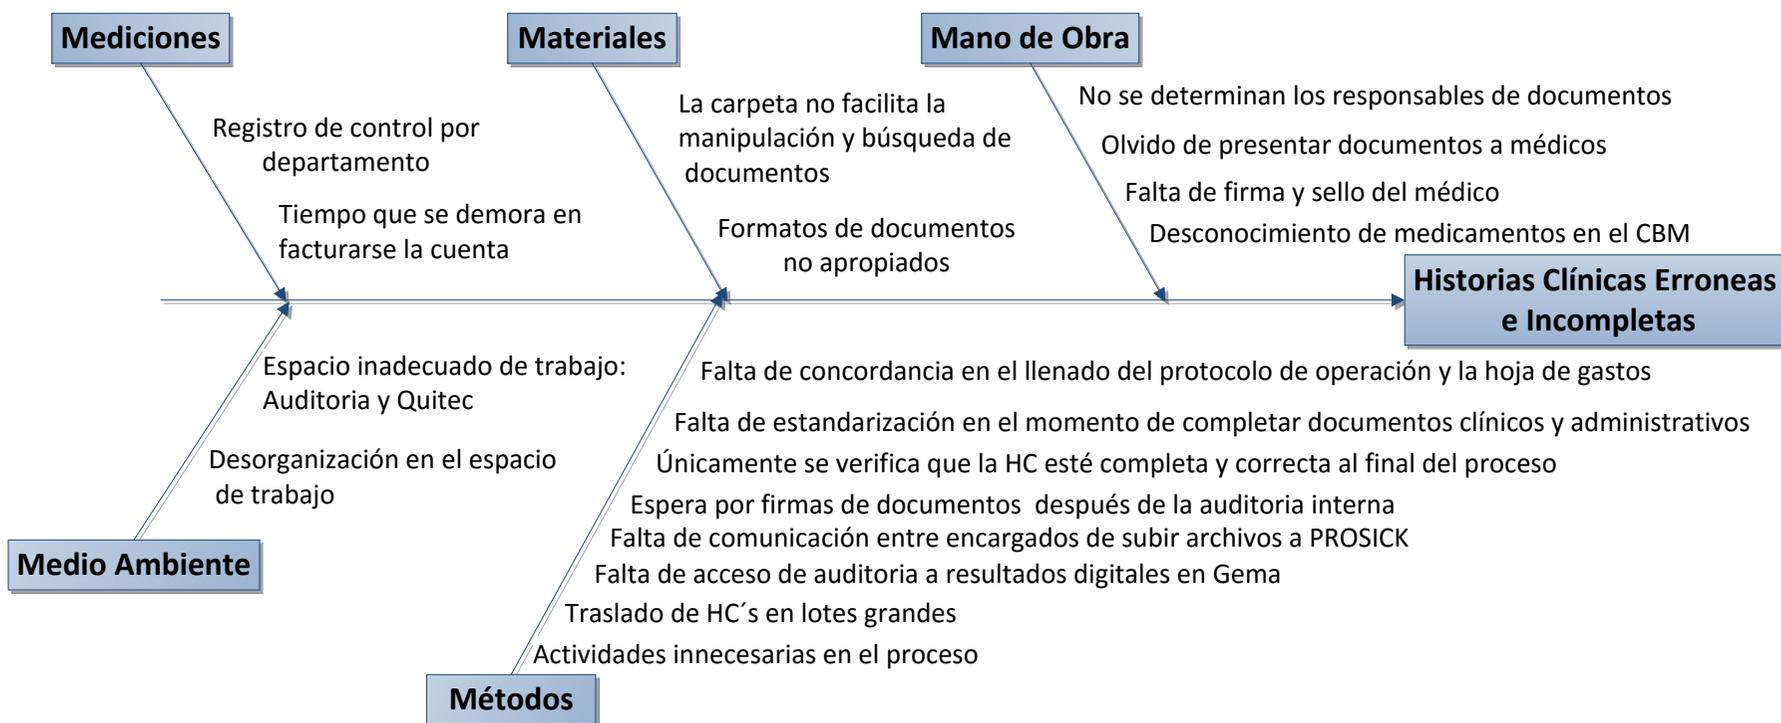 Mediciones
Materiales
Mano de Obra
Registro de control por
departamento
Tiempo que se demora en
facturarse la cuenta
La carpeta no facilita la
manipulación y búsqueda de
documentos
Formatos de documentos
no apropiados
No se determinan los responsables de documentos
Olvido de presentar documentos a médicos
Falta de firma y sello del médico
Desconocimiento de medicamentos en el CBM
Historias Clínicas Erroneas
e Incompletas
Espacio inadecuado de trabajo:
Auditoria y Quitec
Desorganización en el espacio
de trabajo
Medio Ambiente
Falta de concordancia en el llenado del protocolo de operación y la hoja de gastos
Falta de estandarización en el momento de completar documentos clínicos y administrativos
Únicamente se verifica que la HC esté completa y correcta al final del proceso
Espera por firmas de documentos después de la auditoria interna
Falta de comunicación entre encargados de subir archivos a PROSICK
Falta de acceso de auditoria a resultados digitales en Gema
Traslado de HC´s en lotes grandes
Actividades innecesarias en el proceso
Métodos